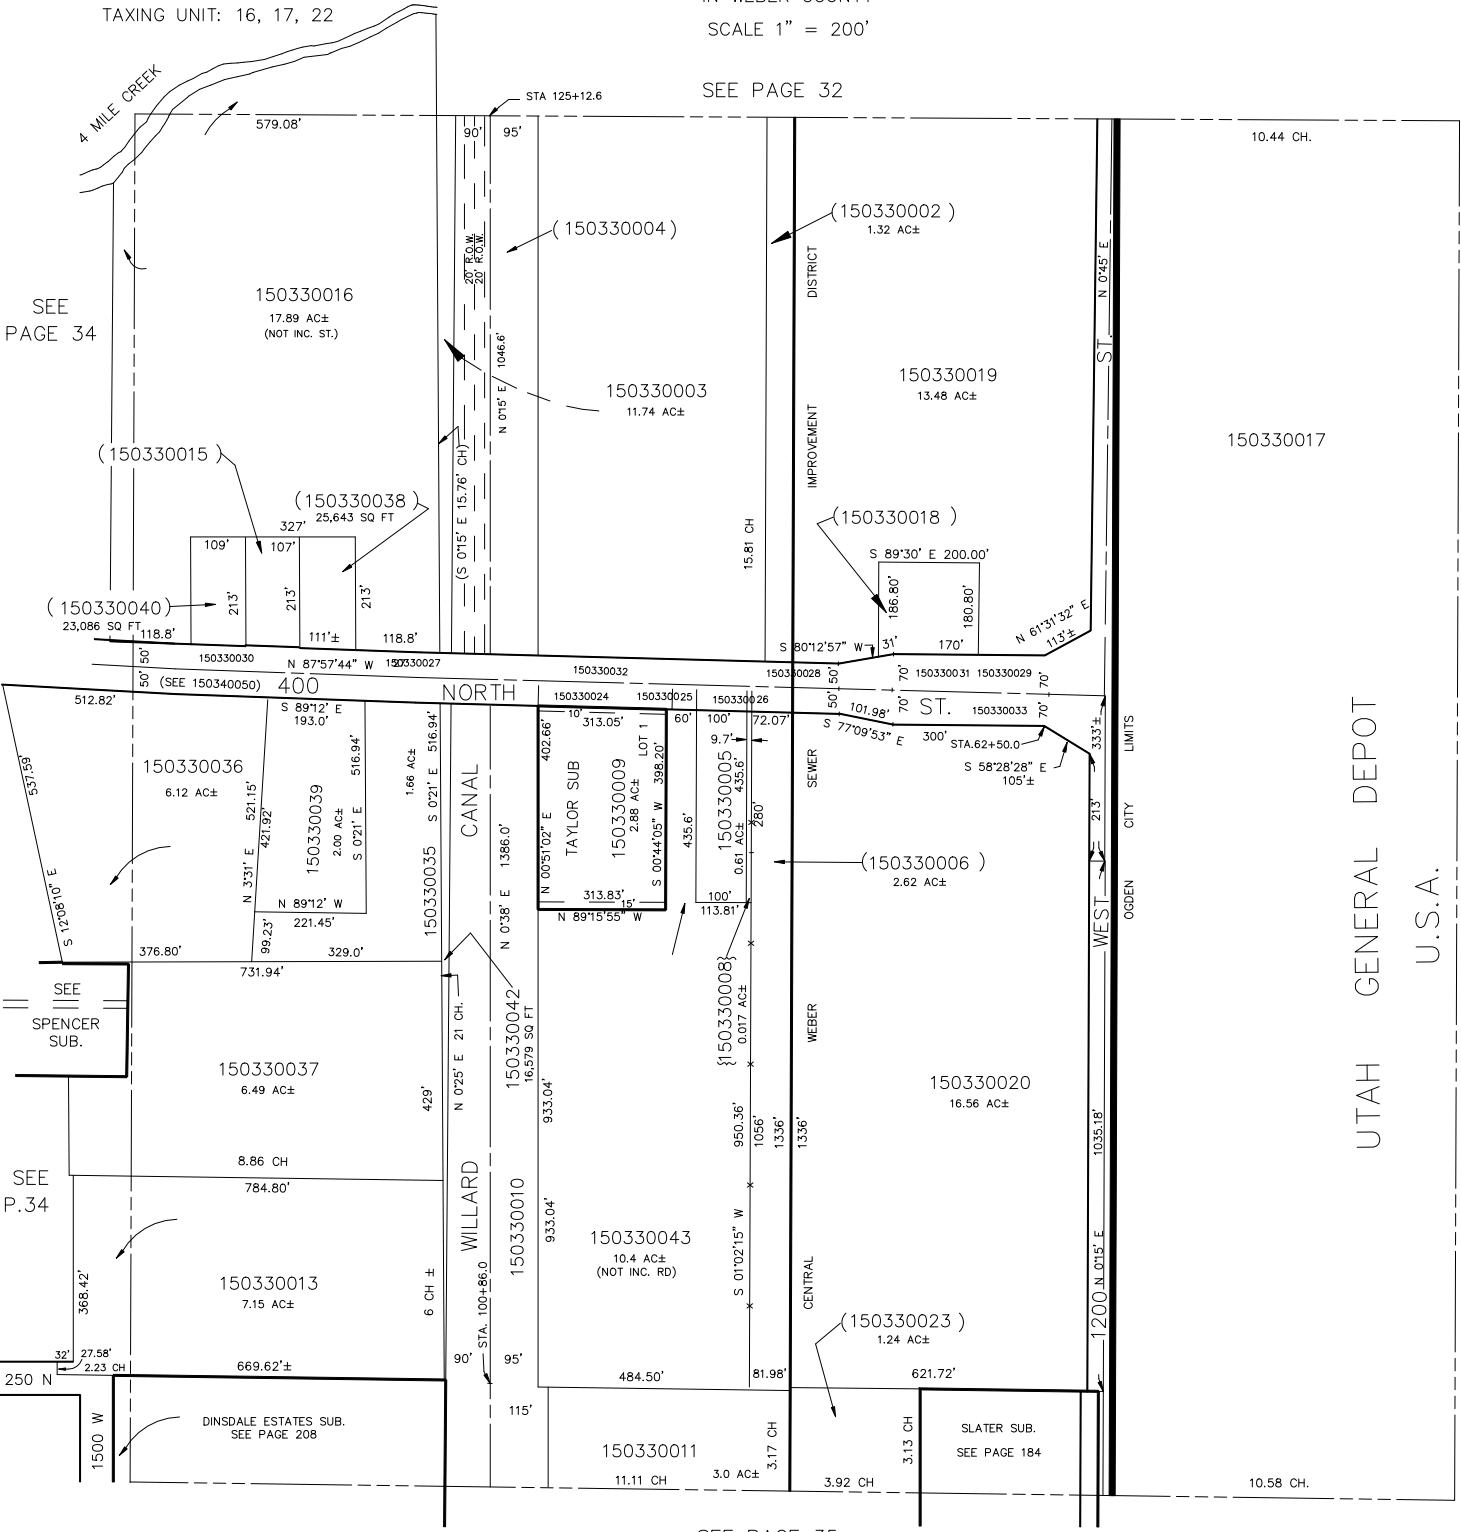 TAXING UNIT: 16, 17, 22
IN WEBER COUNTY
SCALE 1" = 200'
SEE PAGE 32
4 MILE CREEK
579.08'
90'
95'
STA 125+12.6
10.44 CH.
(150330004)
(150330002 )
1.32 AC±
20' R.O.W.
20' R.O.W.
DISTRICT
N 0°45' E
150330016
17.89 AC±
(NOT INC. ST.)
SEE
PAGE 34
N 0°15' E 1046.6'
ST.
150330003
11.74 AC±
150330019
13.48 AC±
IMPROVEMENT
150330017
(150330015 )
(S 0°15' E 15.76' CH)
(150330038 )
25,643 SQ FT
327'
109'
107'
213'
213'
213'
15.81 CH
(150330018 )
S 89°30' E 200.00'
186.80'
180.80'
( 150330040)
23,086 SQ FT
118.8'
111'±
118.8'
N 61°31'32" E
113'±
S 80°12'57" W
31'
170'
50'
50'
150330030
N 87°57'44" W
150330027
150330032
150330028
50'
50'
70'
70'
150330031
150330029
70'
70'
(SEE 150340050)
400
NORTH
ST.
150330024
150330025
150330026
150330033
512.82'
S 89°12' E
193.0'
10'
313.05'
60'
100'
72.07'
101.98'
S 77°09'53" E
300'
STA.62+50.0
S 58°28'28" E
105'±
333'±
LIMITS
537.59'
150330036
6.12 AC±
N 3°31' E 521.15'
421.92'
150330039
2.00 AC±
S 0°21' E 516.94'
1.66 AC±
S 0°21' E 516.94'
CANAL
N 0°38' E 1386.0'
N 00°51'02" E 402.66'
TAYLOR SUB
150330009
2.88 AC±
LOT 1
S 00°44'05" W 398.20'
435.6'
9.7'
150330005
0.61 AC±
435.6'
280'
SEWER
213'
CITY
UTAH GENERAL DEPOT
U.S.A.
(150330006 )
2.62 AC±
S 12°08'10" E
N 89°12' W
221.45'
99.23'
150330035
313.83'
15'
N 89°15'55" W
100'
113.81'
WEST
OGDEN
376.80'
329.0'
731.94'
SEE
SPENCER
SUB.
N 0°25' E 21 CH.
150330042
16,579 SQ FT
(150330008)
0.017 AC±
WEBER
150330037
6.49 AC±
429'
933.04'
950.36'
1056'
1336'
1336'
150330020
16.56 AC±
1035.18'
8.86 CH
784.80'
SEE
P.34
WILLARD
150330010
933.04'
150330043
10.4 AC±
(NOT INC. RD)
S 01°02'15" W
N 0°15' E
150330013
7.15 AC±
368.42'
6 CH ±
STA. 100+86.0
CENTRAL
(150330023 )
1.24 AC±
1200
32'
27.58'
2.23 CH
669.62'±
90'
95'
484.50'
81.98'
621.72'
250 N
1500 W
DINSDALE ESTATES SUB.
SEE PAGE 208
115'
150330011
11.11 CH
3.0 AC±
3.17 CH
3.92 CH
3.13 CH
SLATER SUB.
SEE PAGE 184
10.58 CH.
SEE PAGE 35